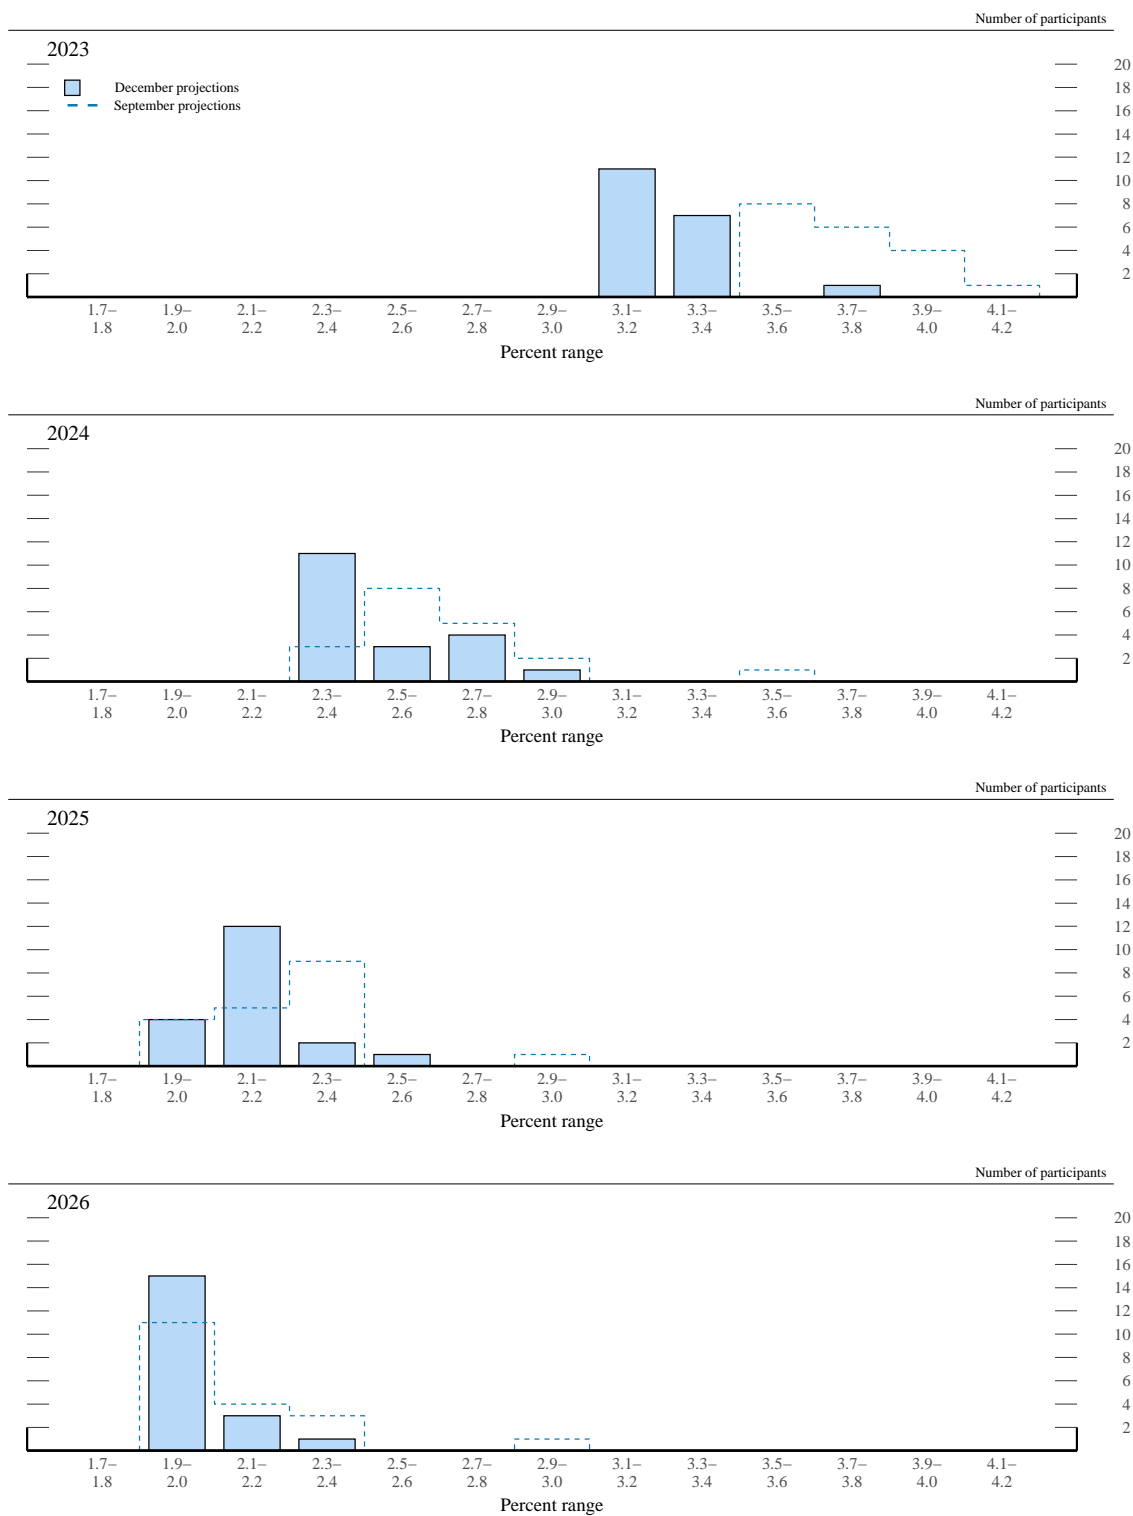 Number of participants
2023
December projections
September projections
20
18
16
14
12
10
8
6
4
2
1.7– 1.9– 2.1– 2.3– 2.5– 2.7– 2.9– 3.1– 3.3– 3.5– 3.7– 3.9– 4.1–
1.8 2.0 2.2 2.4 2.6 2.8 3.0 3.2 3.4 3.6 3.8 4.0 4.2
Percent range
Number of participants
2024
20
18
16
14
12
10
8
6
4
2
1.7– 1.9– 2.1– 2.3– 2.5– 2.7– 2.9– 3.1– 3.3– 3.5– 3.7– 3.9– 4.1–
1.8 2.0 2.2 2.4 2.6 2.8 3.0 3.2 3.4 3.6 3.8 4.0 4.2
Percent range
Number of participants
2025
20
18
16
14
12
10
8
6
4
2
1.7– 1.9– 2.1– 2.3– 2.5– 2.7– 2.9– 3.1– 3.3– 3.5– 3.7– 3.9– 4.1–
1.8 2.0 2.2 2.4 2.6 2.8 3.0 3.2 3.4 3.6 3.8 4.0 4.2
Percent range
Number of participants
2026
20
18
16
14
12
10
8
6
4
2
1.7– 1.9– 2.1– 2.3– 2.5– 2.7– 2.9– 3.1– 3.3– 3.5– 3.7– 3.9– 4.1–
1.8 2.0 2.2 2.4 2.6 2.8 3.0 3.2 3.4 3.6 3.8 4.0 4.2
Percent range